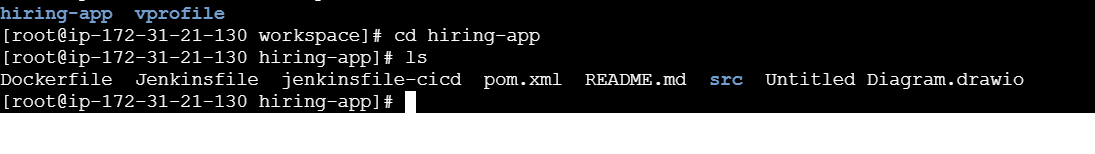 hiring-app  vprofile
[root@ip-172-31-21-130 workspace]# cd hiring-app
[root@ip-172-31-21-130 hiring-app]# ls
Dockerfile  Jenkinsfile  jenkinsfile-cicd  pom.xml  README.md  src  Untitled Diagram.drawio
[root@ip-172-31-21-130 hiring-app]#